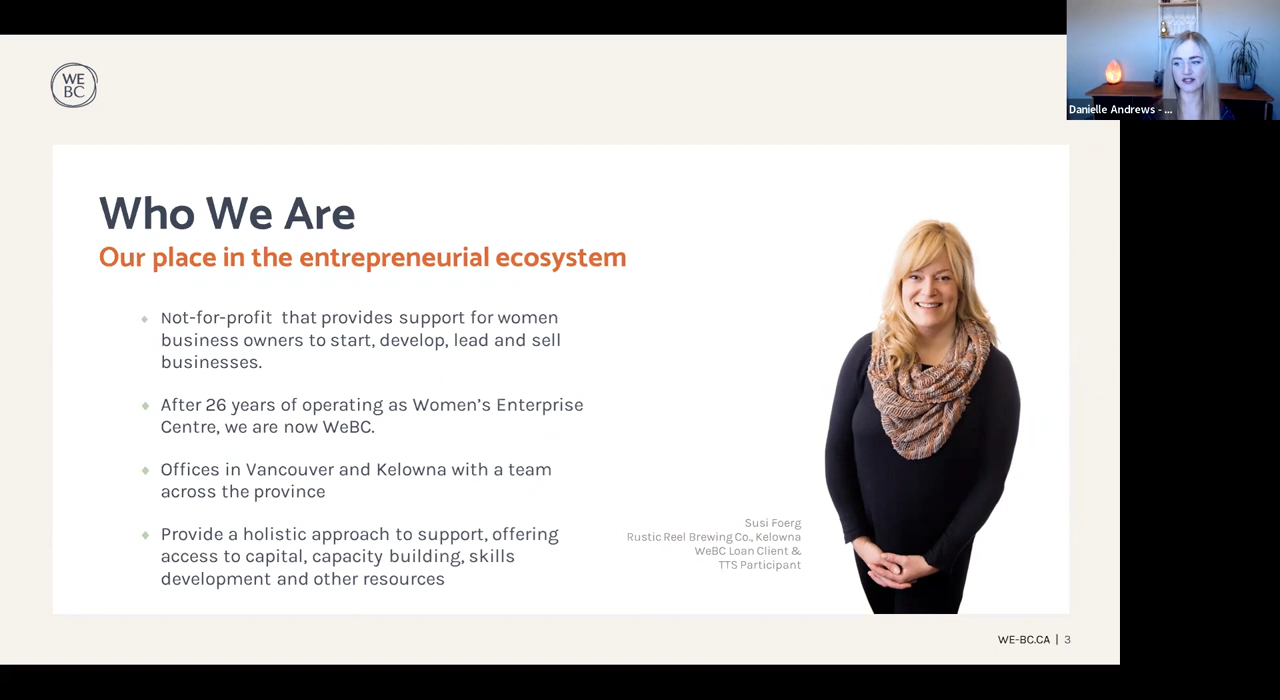 WE
BC
Danielle Andrews - ...
Who We Are
Our place in the entrepreneurial ecosystem
Not-for-profit that provides support for women
business owners to start, develop, lead and sell
businesses.
After 26 years of operating as Women’s Enterprise
Centre, we are now WeBC.
Offices in Vancouver and Kelowna with a team
across the province
Provide a holistic approach to support, offering
access to capital, capacity building, skills
development and other resources
Susi Foerg
Rustic Reel Brewing Co., Kelowna
WeBC Loan Client &
TTS Participant
WE-BC.CA | 3